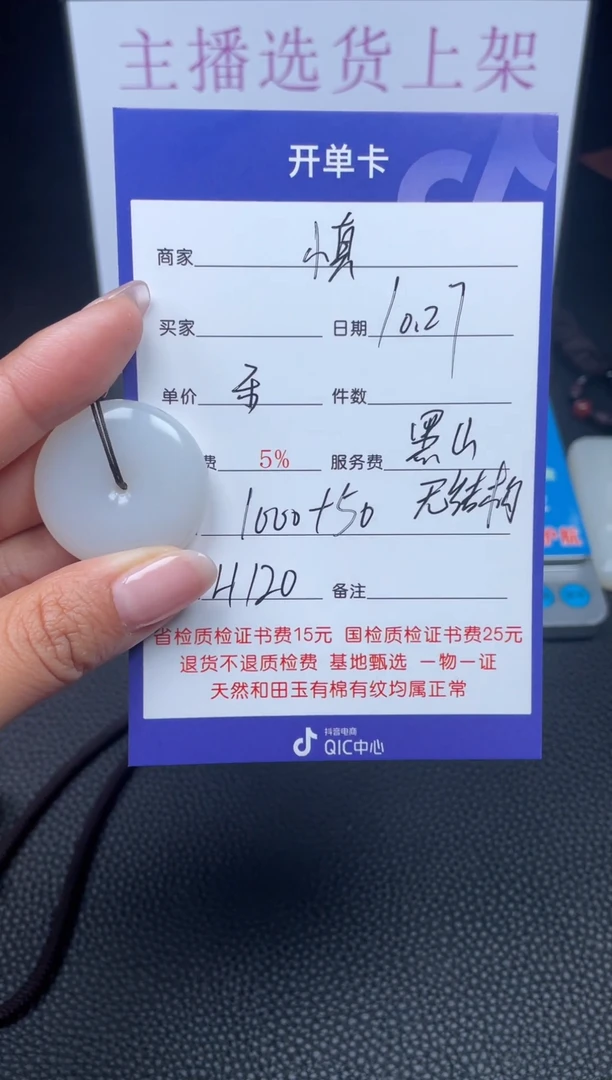 主播选货上架
开单卡
商家 慎
买家 日期 10.27
单价 件数
费 5% 服务费 黑山
无结构
1000+50
H120 备注
省检质检证书费15元 国检质检证书费25元
退货不退质检费 基地甄选 一物一证
天然和田玉有棉有纹均属正常
抖音电商
QIC中心